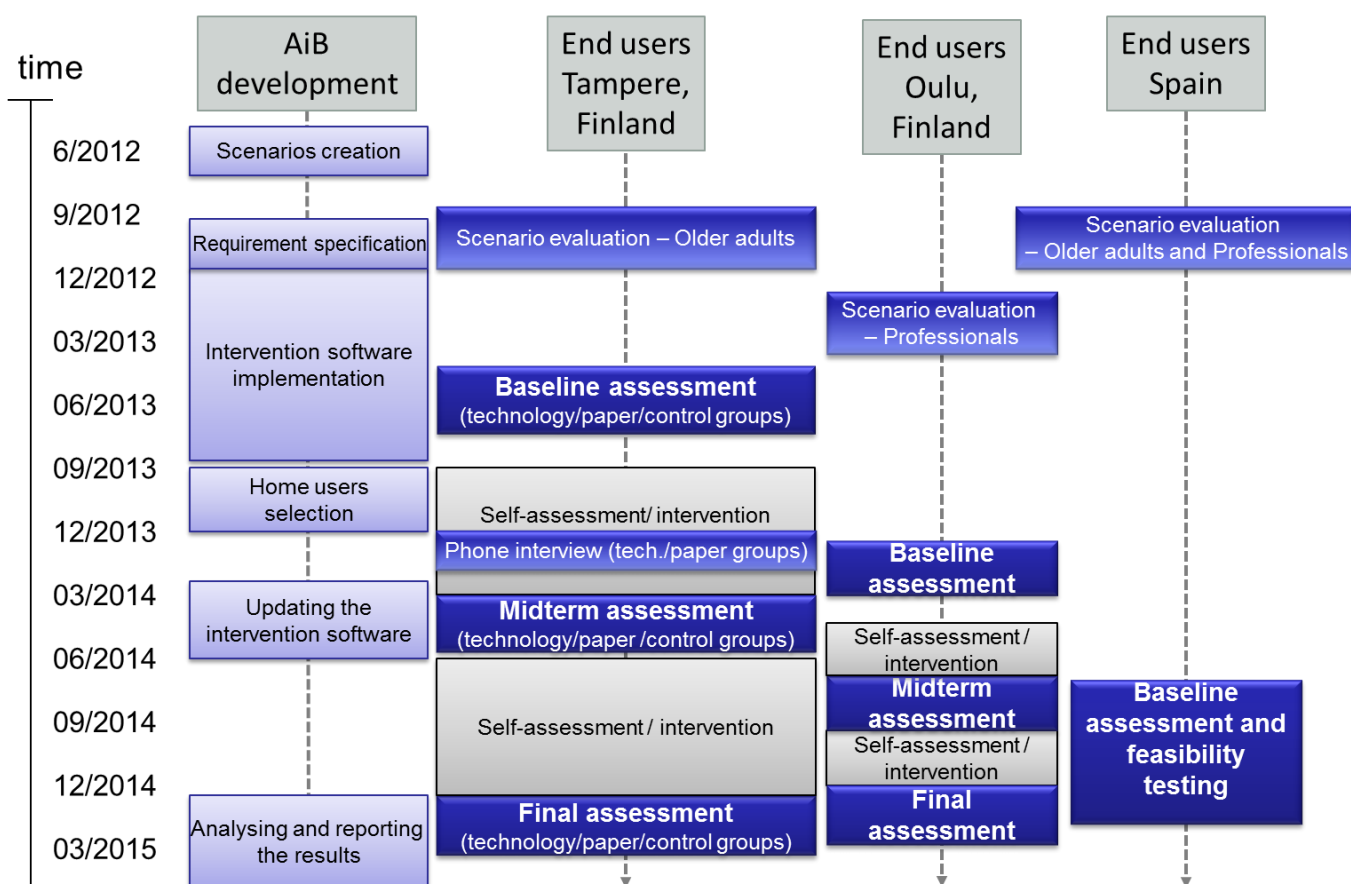 time
AiB
development
End users
Tampere,
Finland
End users
Oulu,
Finland
End users
Spain
6/2012
9/2012
12/2012
03/2013
06/2013
09/2013
12/2013
03/2014
06/2014
09/2014
12/2014
03/2015
Scenarios creation
Requirement specification
Intervention software
implementation
Home users
selection
Updating the
intervention software
Analysing and reporting
the results
Scenario evaluation – Older adults
Baseline assessment
(technology/paper/control groups)
Self-assessment/ intervention
Phone interview (tech./paper groups)
Midterm assessment
(technology/paper /control groups)
Self-assessment / intervention
Final assessment
(technology/paper/control groups)
Scenario evaluation
– Professionals
Baseline
assessment
Self-assessment /
intervention
Midterm
assessment
Self-assessment /
intervention
Final
assessment
Scenario evaluation
– Older adults and Professionals
Baseline
assessment and
feasibility
testing